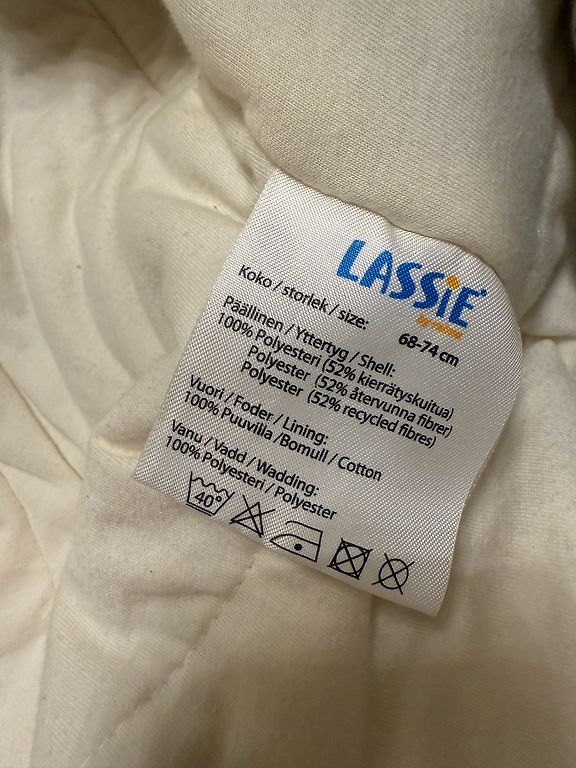 LASSiE
by reima
Koko / storlek / size: 68-74 cm
Päällinen / Yttertyg / Shell:
100% Polyesteri (52% kierrätyskuitua)
Polyester (52% återvunna fibrer)
Polyester (52% recycled fibres)
Vuori / Foder / Lining:
100% Puuvilla / Bomull / Cotton
Vanu / Vadd / Wadding:
100% Polyesteri / Polyester
40°